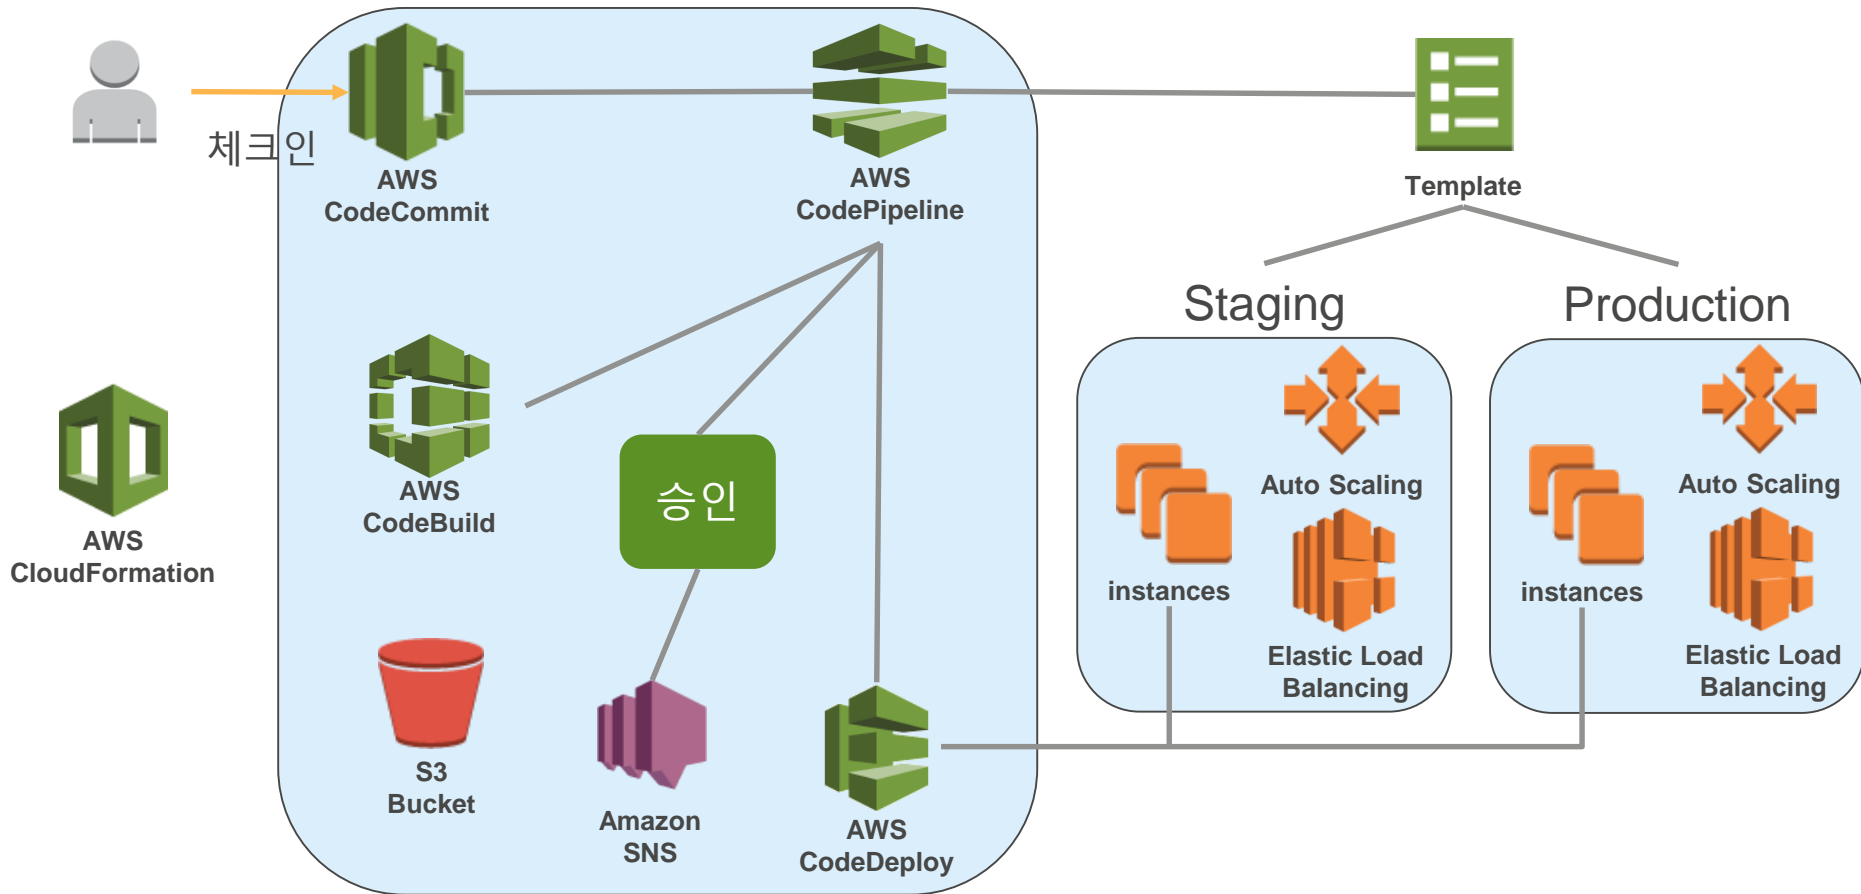 체크인
AWS
CodeCommit
AWS
CodePipeline
Template
Staging
Production
AWS
CloudFormation
AWS
CodeBuild
승인
S3
Bucket
Amazon
SNS
AWS
CodeDeploy
Auto Scaling
instances
Elastic Load
Balancing
Auto Scaling
instances
Elastic Load
Balancing